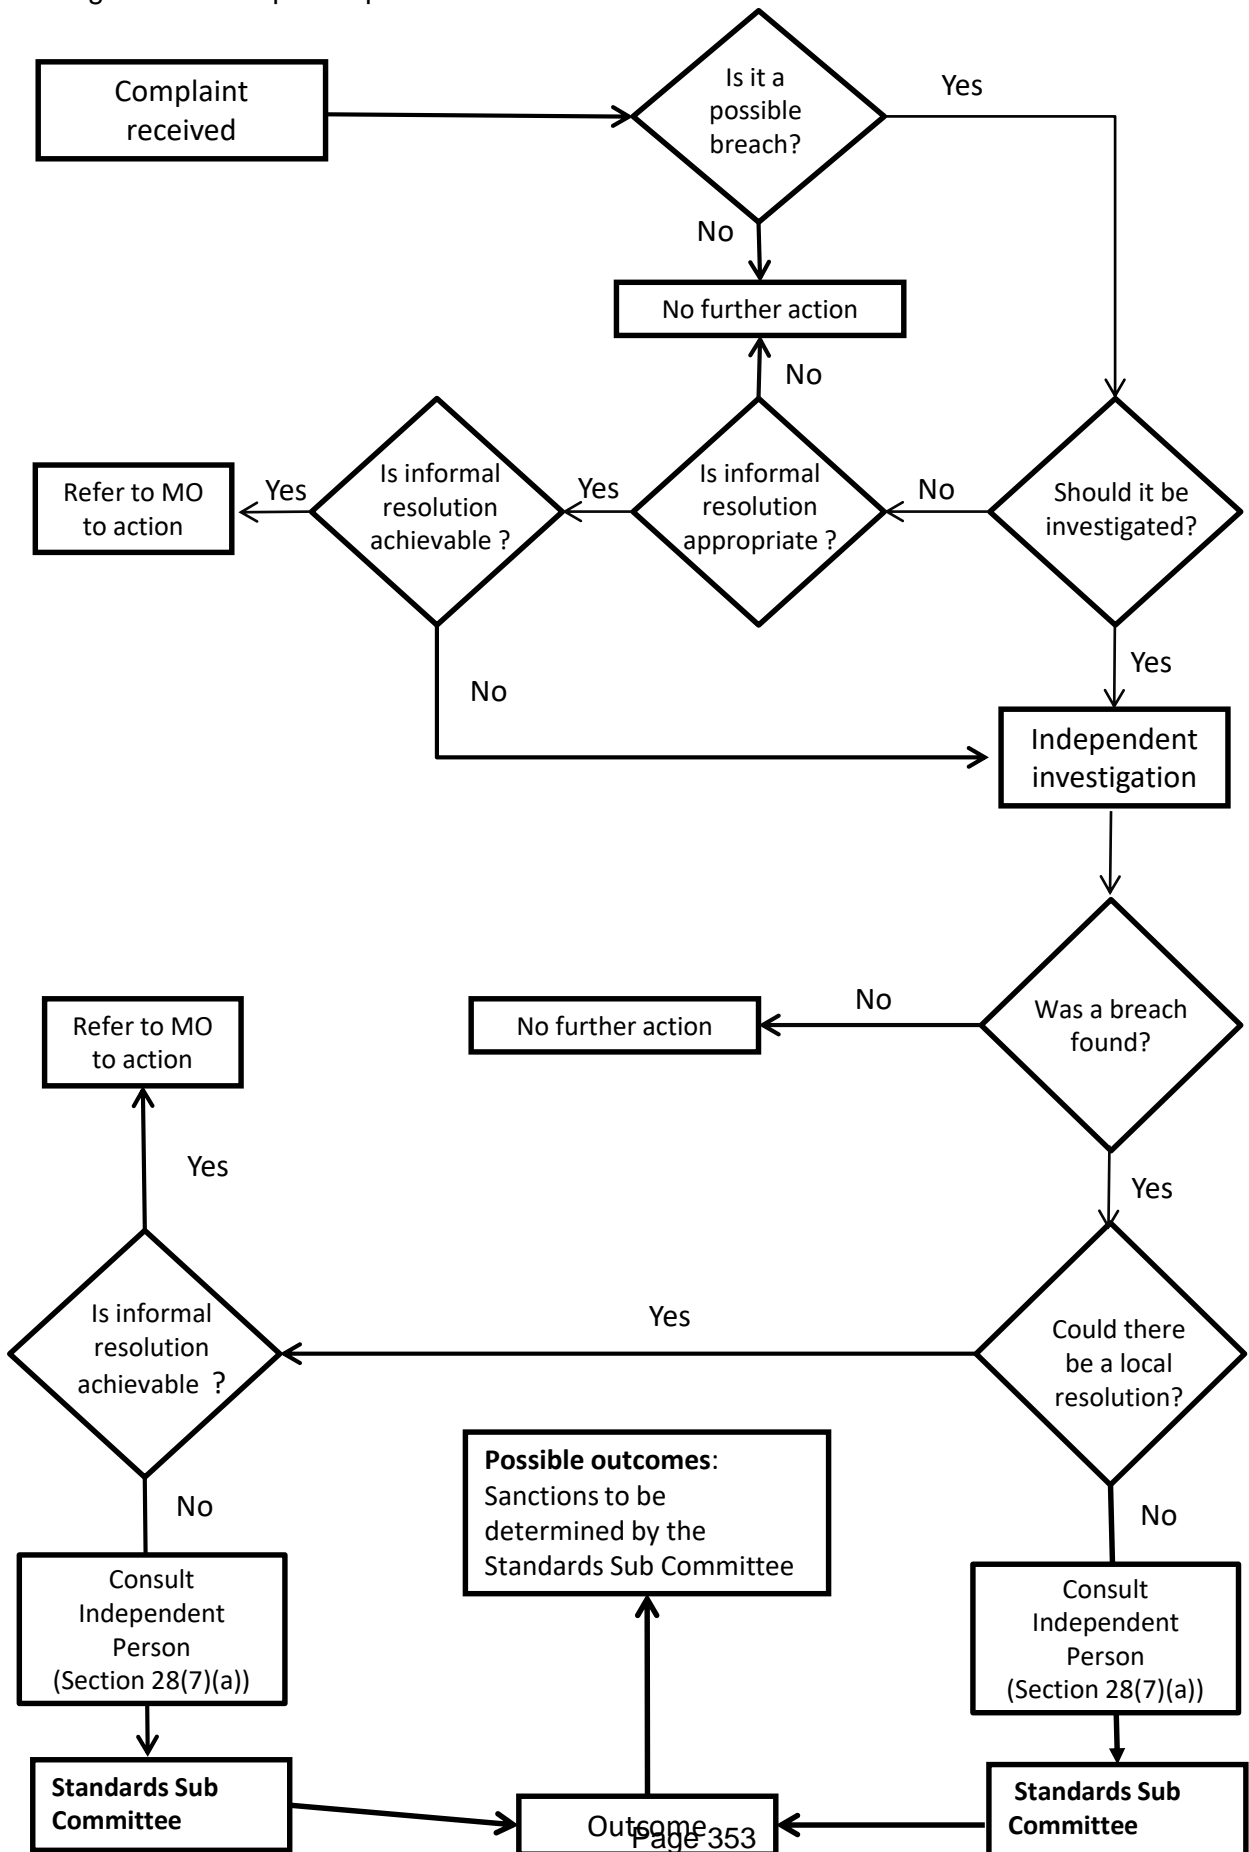 Complaint
received
Is it a
possible
breach?
Yes
No
No further action
No
Refer to MO
to action
Yes
Is informal
resolution
achievable ?
Yes
Is informal
resolution
appropriate ?
No
Should it be
investigated?
Yes
No
Independent
investigation
Was a breach
found?
No
No further action
Refer to MO
to action
Yes
Yes
Is informal
resolution
achievable ?
Yes
Could there
be a local
resolution?
Possible outcomes:
Sanctions to be
determined by the
Standards Sub Committee
No
No
Consult
Independent
Person
(Section 28(7)(a))
Consult
Independent
Person
(Section 28(7)(a))
Standards Sub
Committee
Standards Sub
Committee
Outcome
Page 353